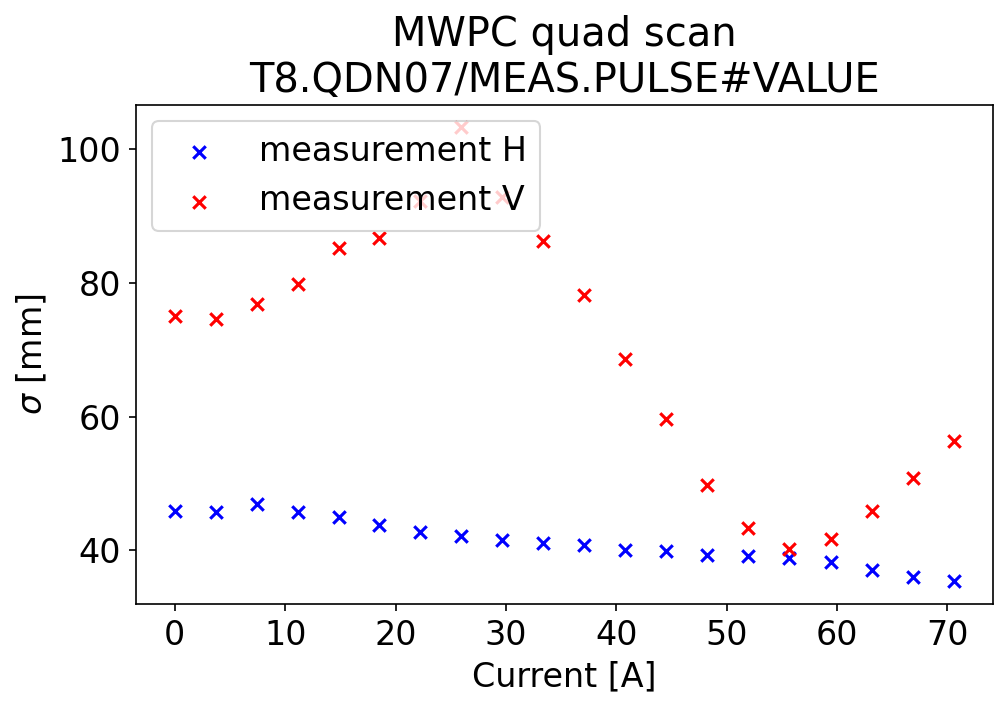 MWPC quad scan
T8.QDN07/MEAS.PULSE#VALUE
measurement H
measurement V
100
80
60
40
σ [mm]
0 10 20 30 40 50 60 70
Current [A]